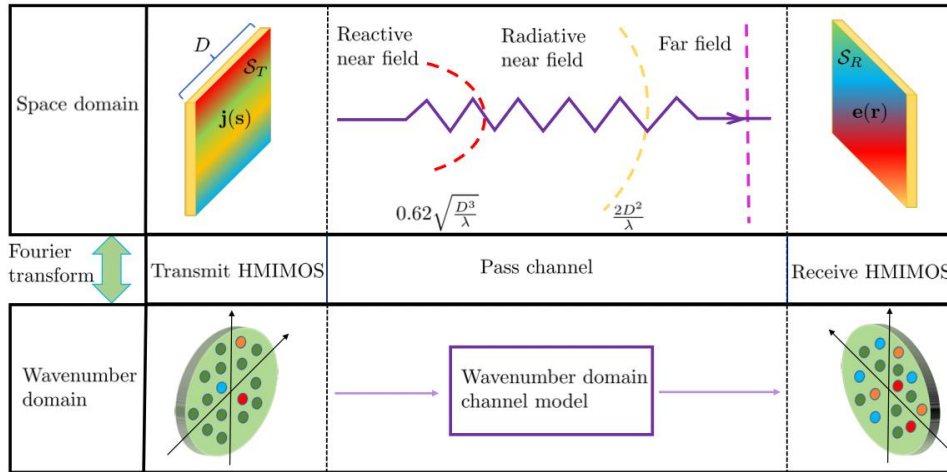 Space domain
D
𝒮_T
j(s)
Reactive
near field
Radiative
near field
Far field
0.62√(D³/λ)
2D²/λ
𝒮_R
e(r)
Fourier
transform
Transmit HMIMOS
Pass channel
Receive HMIMOS
Wavenumber
domain
Wavenumber domain
channel model